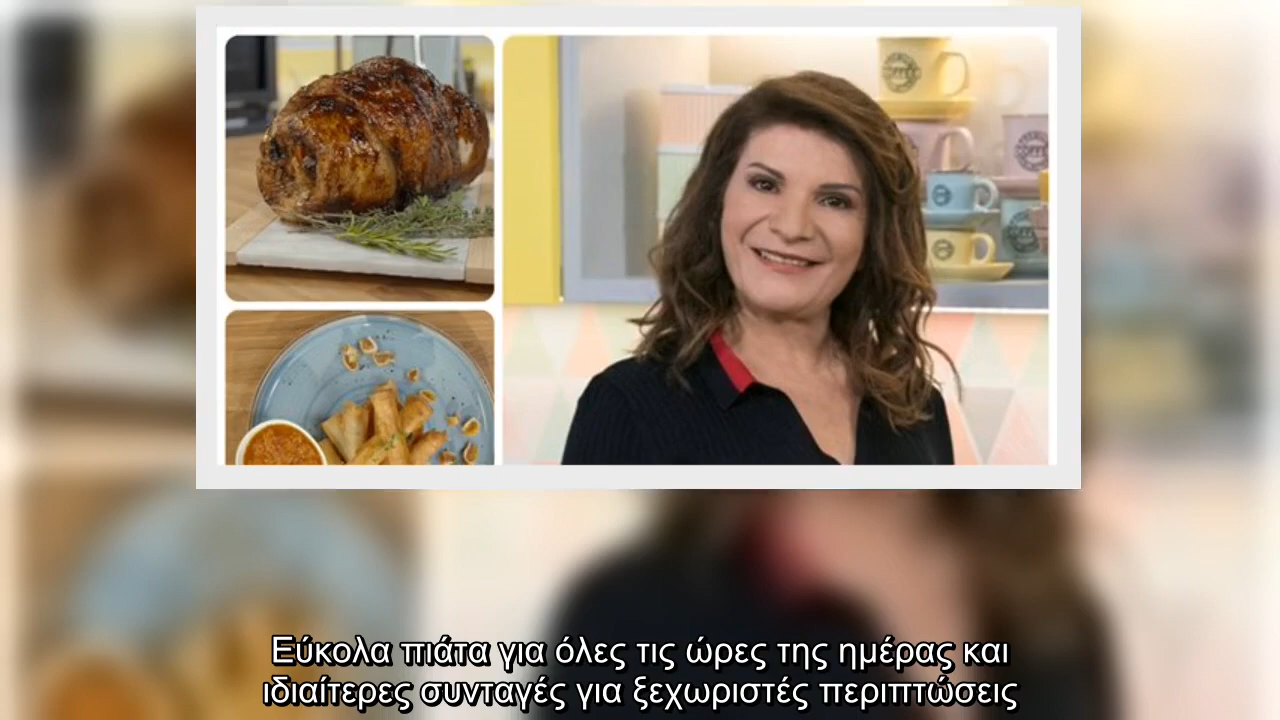 Εύκολα πιάτα για όλες τις ώρες της ημέρας και
ιδιαίτερες συνταγές για ξεχωριστές περιπτώσεις